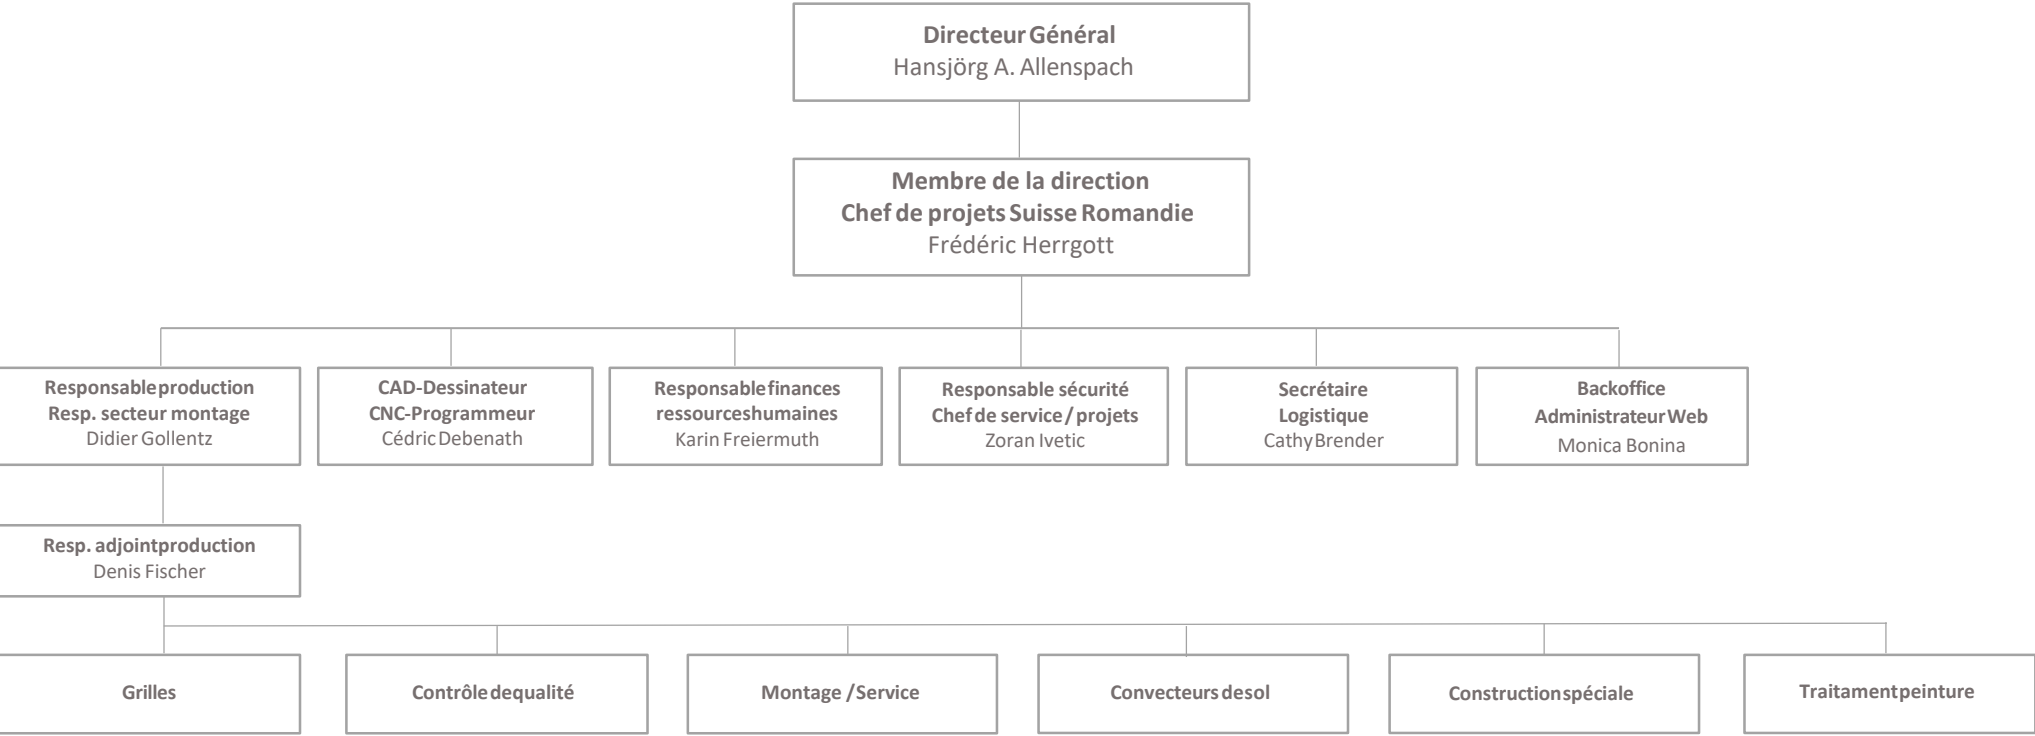 Directeur Général
Hansjörg A. Allenspach
Membre de la direction
Chef de projets Suisse Romandie
Frédéric Herrgott
Responsable production
Resp. secteur montage
Didier Gollentz
CAD-Dessinateur
CNC-Programmeur
Cédric Debenath
Responsable finances
ressources humaines
Karin Freiermuth
Responsable sécurité
Chef de service / projets
Zoran Ivetic
Secrétaire
Logistique
Cathy Brender
Backoffice
Administrateur Web
Monica Bonina
Resp. adjoint production
Denis Fischer
Grilles
Contrôle de qualité
Montage / Service
Convecteurs de sol
Construction spéciale
Traitament peinture